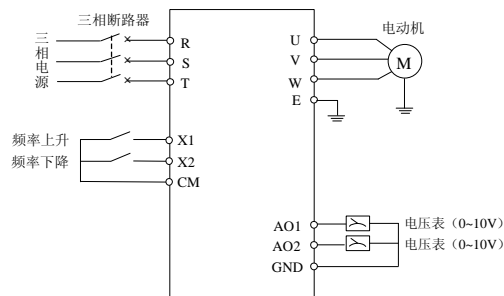 三相断路器
三相电源
R
S
T
频率上升
频率下降
X1
X2
CM
U
V
W
E
电动机
M
AO1
AO2
GND
电压表（0~10V）
电压表（0~10V）